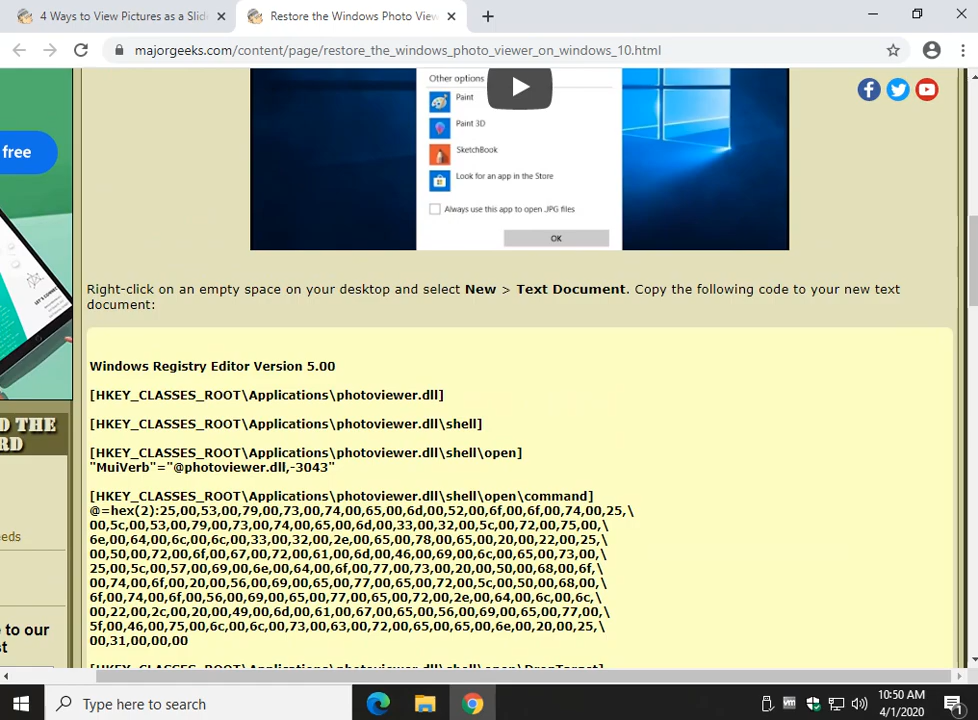 4 Ways to View Pictures as a Slid
Restore the Windows Photo View
majorgeeks.com/content/page/restore_the_windows_photo_viewer_on_windows_10.html
free
Other options
Paint
Paint 3D
SketchBook
Look for an app in the Store
Always use this app to open .JPG files
OK
Right-click on an empty space on your desktop and select New > Text Document. Copy the following code to your new text
document:
Windows Registry Editor Version 5.00
[HKEY_CLASSES_ROOT\Applications\photoviewer.dll]
[HKEY_CLASSES_ROOT\Applications\photoviewer.dll\shell]
[HKEY_CLASSES_ROOT\Applications\photoviewer.dll\shell\open]
"MuiVerb"="@photoviewer.dll,-3043"
[HKEY_CLASSES_ROOT\Applications\photoviewer.dll\shell\open\command]
@=hex(2):25,00,53,00,79,00,73,00,74,00,65,00,6d,00,52,00,6f,00,6f,00,74,00,25,\
00,5c,00,53,00,79,00,73,00,74,00,65,00,6d,00,33,00,32,00,5c,00,72,00,75,00,\
6e,00,64,00,6c,00,6c,00,33,00,32,00,2e,00,65,00,78,00,65,00,20,00,22,00,25,\
00,50,00,72,00,6f,00,67,00,72,00,61,00,6d,00,46,00,69,00,6c,00,65,00,73,00,\
25,00,5c,00,57,00,69,00,6e,00,64,00,6f,00,77,00,73,00,20,00,50,00,68,00,6f,\
00,74,00,6f,00,20,00,56,00,69,00,65,00,77,00,65,00,72,00,5c,00,50,00,68,00,\
6f,00,74,00,6f,00,56,00,69,00,65,00,77,00,65,00,72,00,2e,00,64,00,6c,00,6c,\
00,22,00,2c,00,20,00,49,00,6d,00,61,00,67,00,65,00,56,00,69,00,65,00,77,00,\
5f,00,46,00,75,00,6c,00,6c,00,73,00,63,00,72,00,65,00,65,00,6e,00,20,00,25,\
00,31,00,00,00
[HKEY_CLASSES_ROOT\Applications\photoviewer.dll\shell\open\DropTarget]
D THE
RD
eds
to our
st
Type here to search
vm
10:50 AM
4/1/2020
1